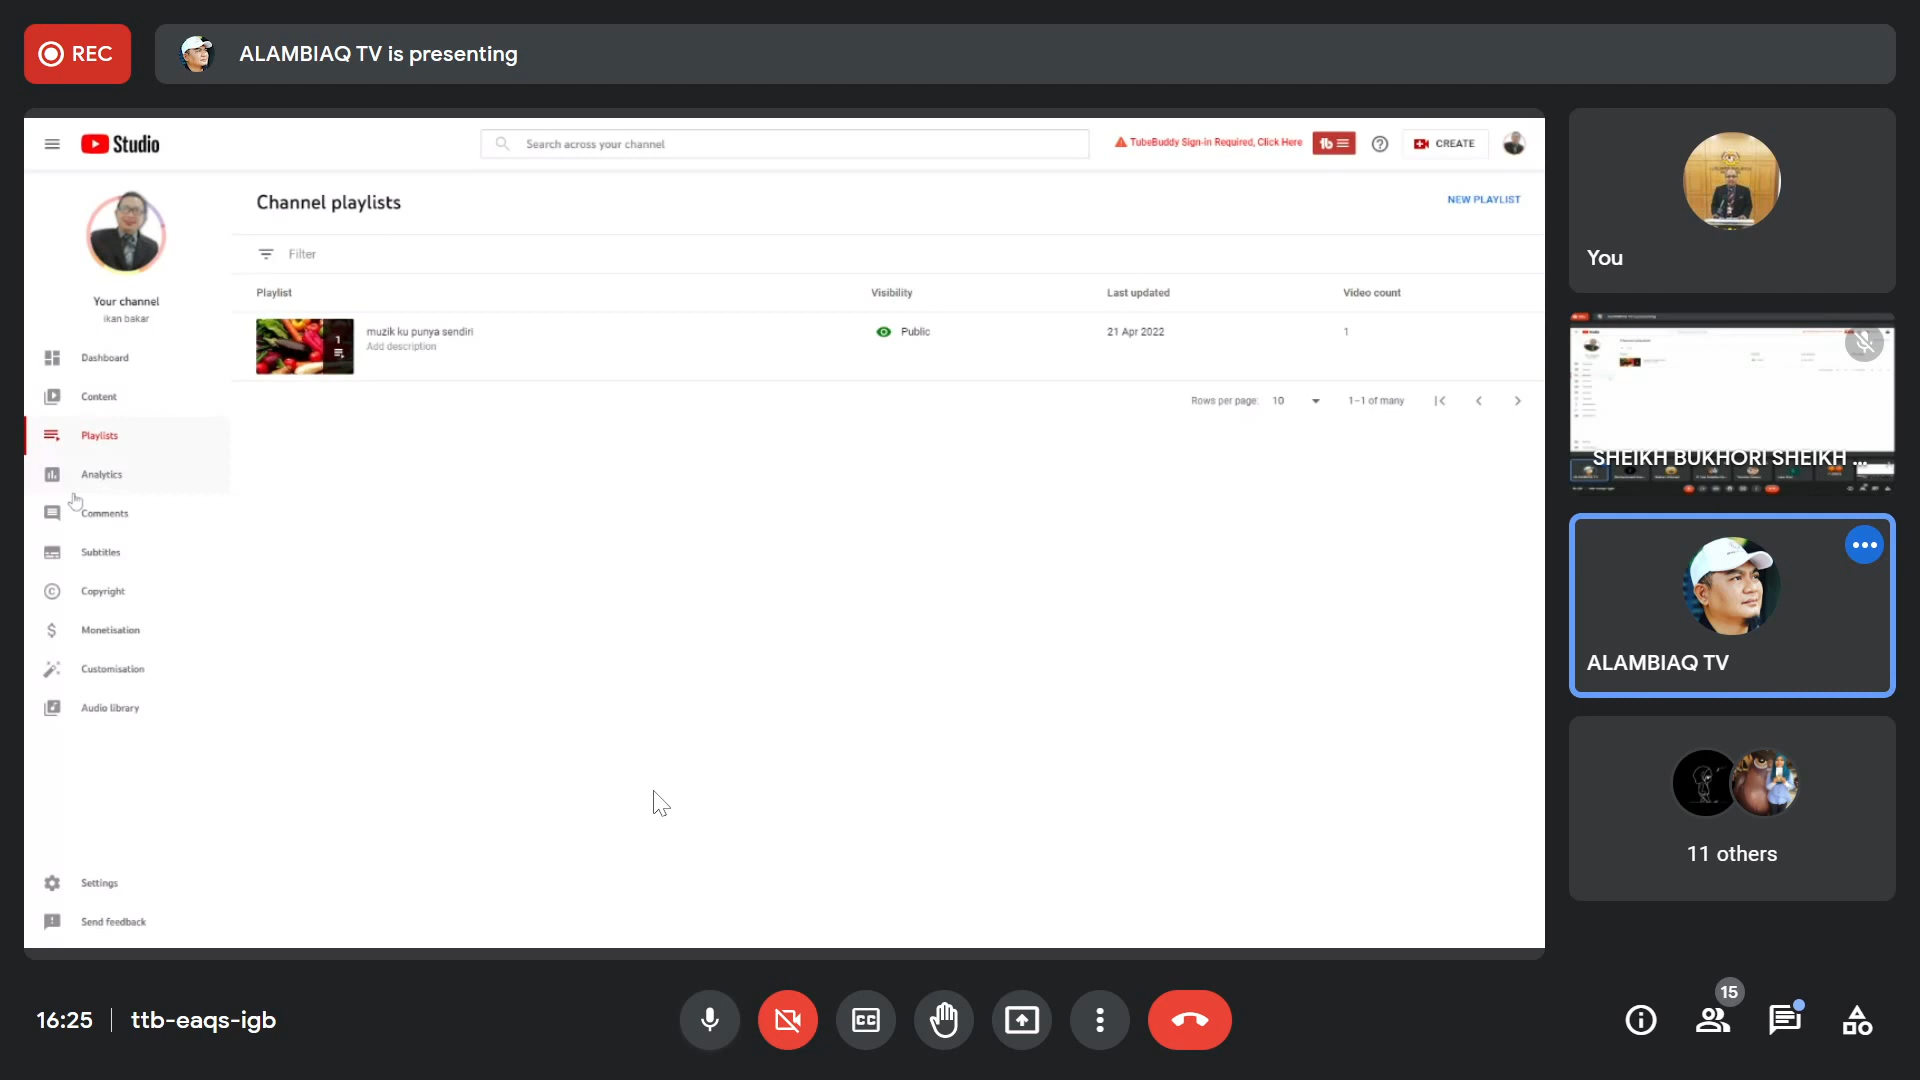 REC
ALAMBIAQ TV is presenting
Studio
Search across your channel
TubeBuddy Sign-in Required, Click Here
tb
CREATE
Your channel
ikan bakar
Dashboard
Content
Playlists
Analytics
Comments
Subtitles
Copyright
Monetisation
Customisation
Audio library
Settings
Send feedback
Channel playlists
NEW PLAYLIST
Filter
Playlist Visibility Last updated Video count
1
muzik ku punya sendiri Public 21 Apr 2022 1
Add description
Rows per page: 10 1–1 of many
You
SHEIKH BUKHORI SHEIKH ...
ALAMBIAQ TV
11 others
16:25 ttb-eaqs-igb
CC
15